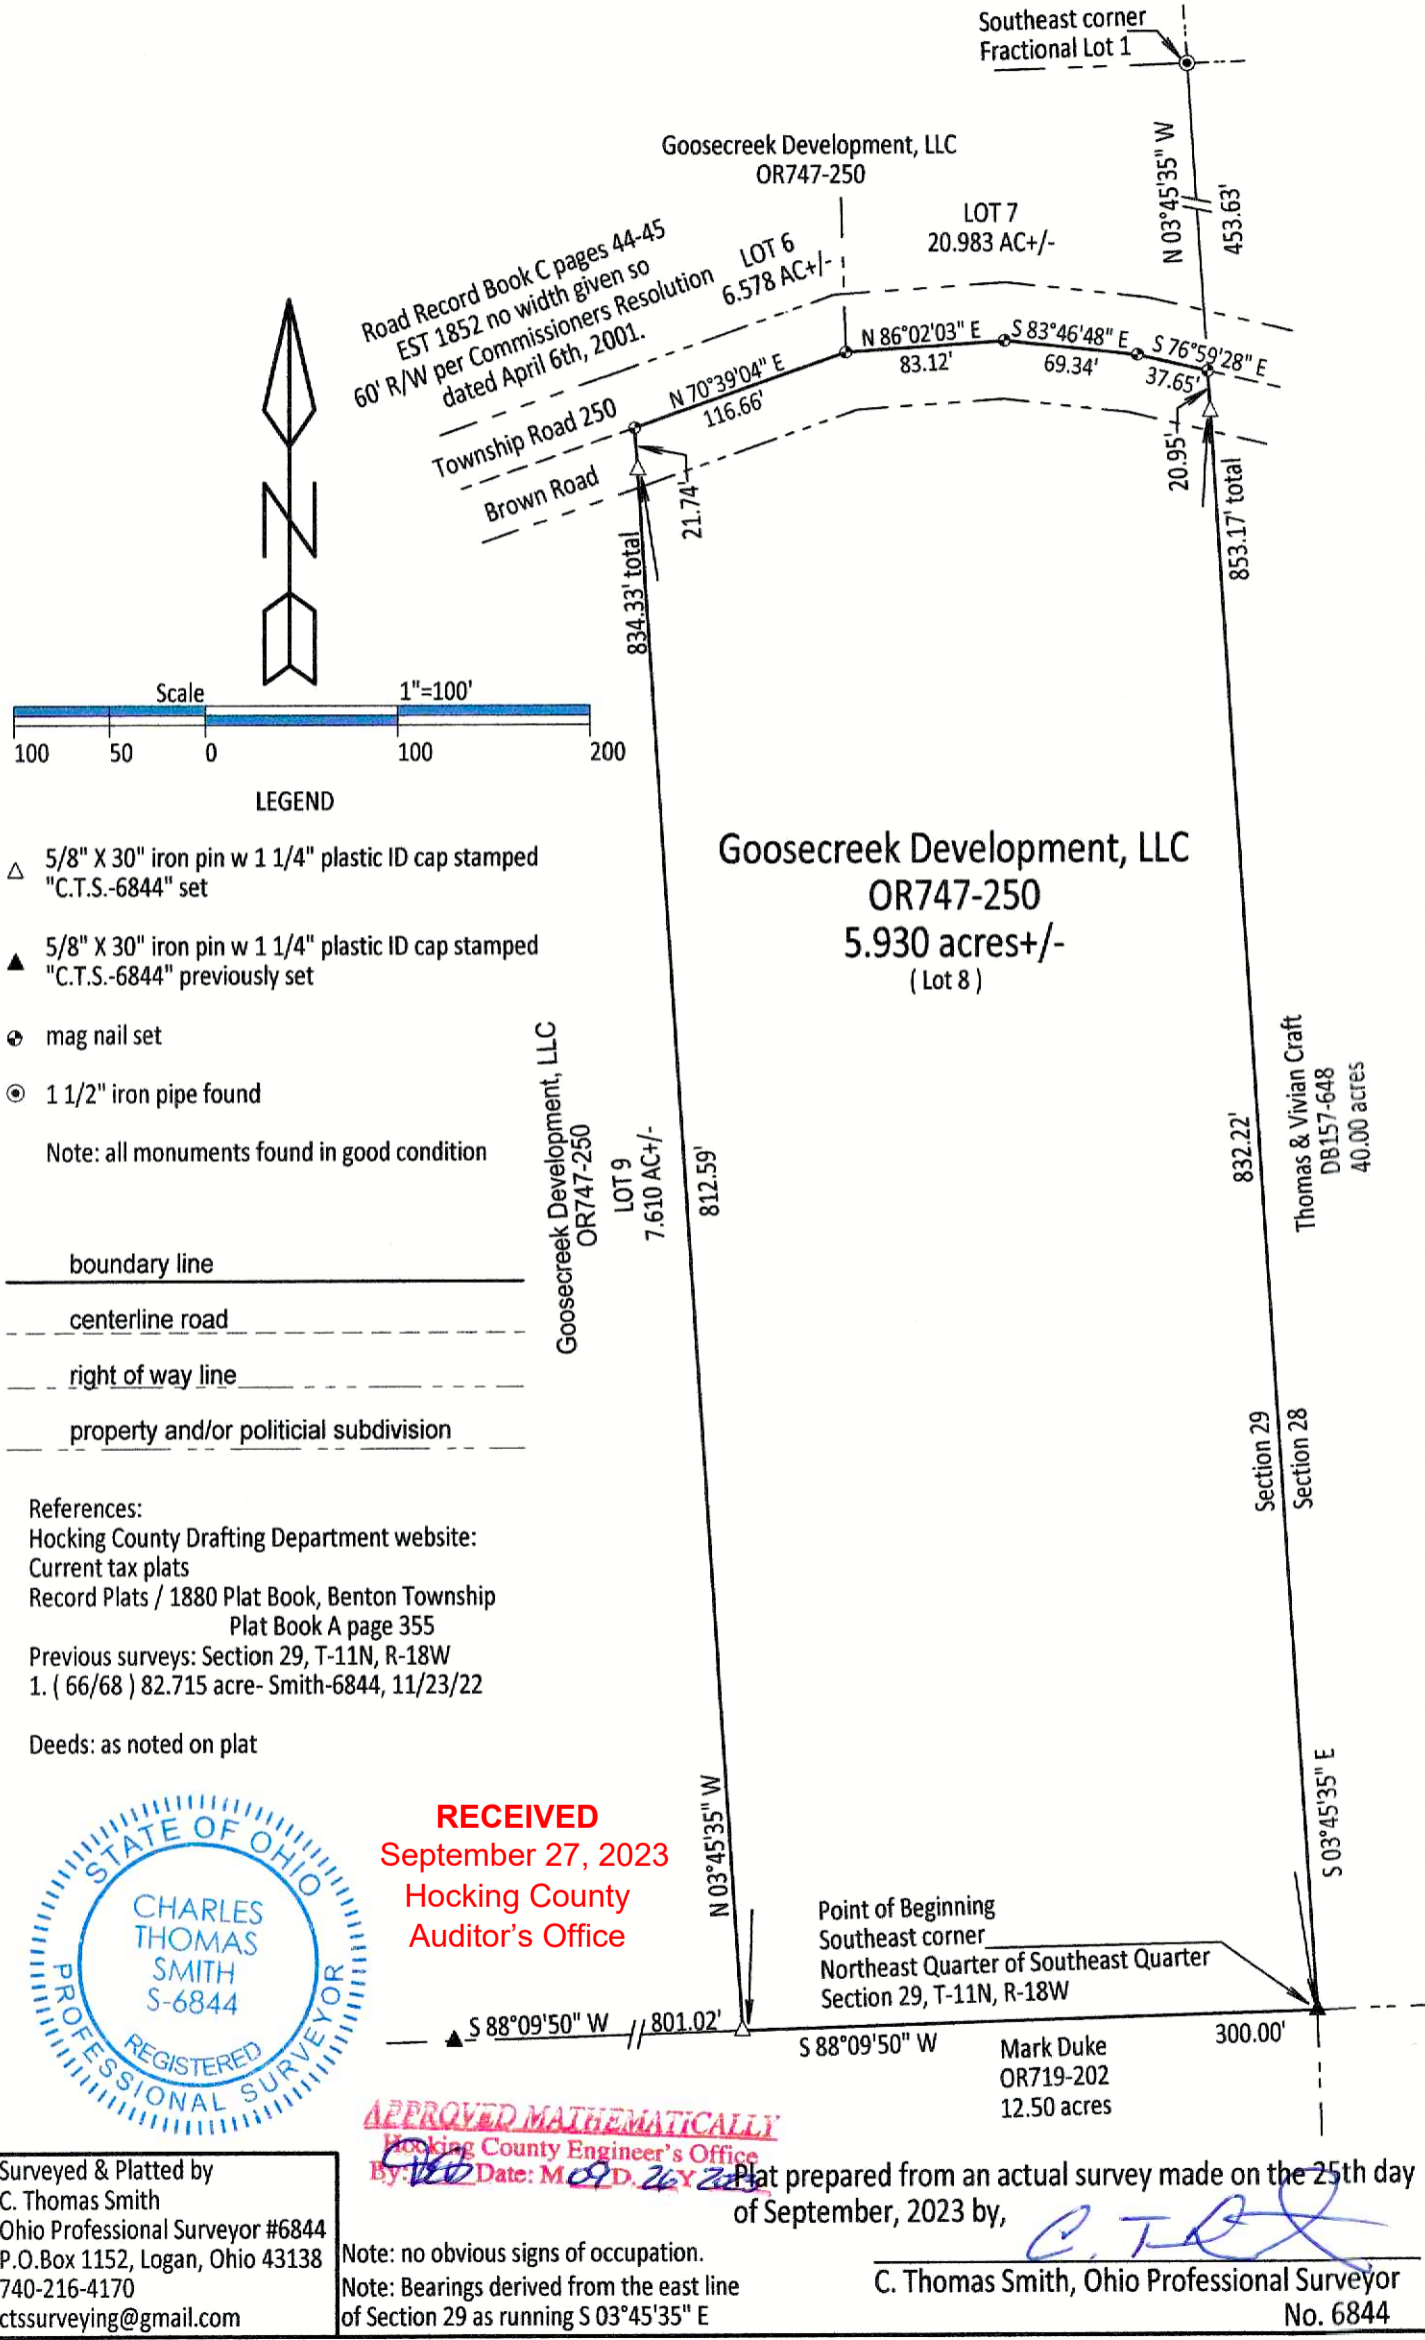 Southeast corner
Fractional Lot 1
N 03°45'35" W
453.63'
Goosecreek Development, LLC
OR747-250
LOT 7
20.983 AC+/-
LOT 6
6.578 AC+/-
Road Record Book C pages 44-45
EST 1852 no width given so
60' R/W per Commissioners Resolution
dated April 6th, 2001.
Township Road 250
Brown Road
N 70°39'04" E
116.66'
N 86°02'03" E
83.12'
S 83°46'48" E
69.34'
S 76°59'28" E
37.65'
20.95'
21.74'
834.33' total
853.17' total
N
Scale 1"=100'
100 50 0 100 200
LEGEND
5/8" X 30" iron pin w 1 1/4" plastic ID cap stamped
"C.T.S.-6844" set
5/8" X 30" iron pin w 1 1/4" plastic ID cap stamped
"C.T.S.-6844" previously set
mag nail set
1 1/2" iron pipe found
Note: all monuments found in good condition
boundary line
centerline road
right of way line
property and/or politicial subdivision
Goosecreek Development, LLC
OR747-250
5.930 acres+/-
( Lot 8 )
Goosecreek Development, LLC
OR747-250
LOT 9
7.610 AC+/-
812.59'
832.22'
Thomas & Vivian Craft
DB157-648
40.00 acres
Section 29
Section 28
References:
Hocking County Drafting Department website:
Current tax plats
Record Plats / 1880 Plat Book, Benton Township
Plat Book A page 355
Previous surveys: Section 29, T-11N, R-18W
1. ( 66/68 ) 82.715 acre- Smith-6844, 11/23/22
Deeds: as noted on plat
STATE OF OHIO
CHARLES
THOMAS
SMITH
S-6844
REGISTERED
PROFESSIONAL SURVEYOR
RECEIVED
September 27, 2023
Hocking County
Auditor's Office
N 03°45'35" W
S 03°45'35" E
Point of Beginning
Southeast corner
Northeast Quarter of Southeast Quarter
Section 29, T-11N, R-18W
S 88°09'50" W
801.02'
S 88°09'50" W
300.00'
Mark Duke
OR719-202
12.50 acres
APPROVED MATHEMATICALLY
Hocking County Engineer's Office
By: Date: M 09 D. 26 Y 2023
Plat prepared from an actual survey made on the 25th day
of September, 2023 by,
C. Thomas Smith, Ohio Professional Surveyor
No. 6844
Surveyed & Platted by
C. Thomas Smith
Ohio Professional Surveyor #6844
P.O.Box 1152, Logan, Ohio 43138
740-216-4170
ctssurveying@gmail.com
Note: no obvious signs of occupation.
Note: Bearings derived from the east line
of Section 29 as running S 03°45'35" E